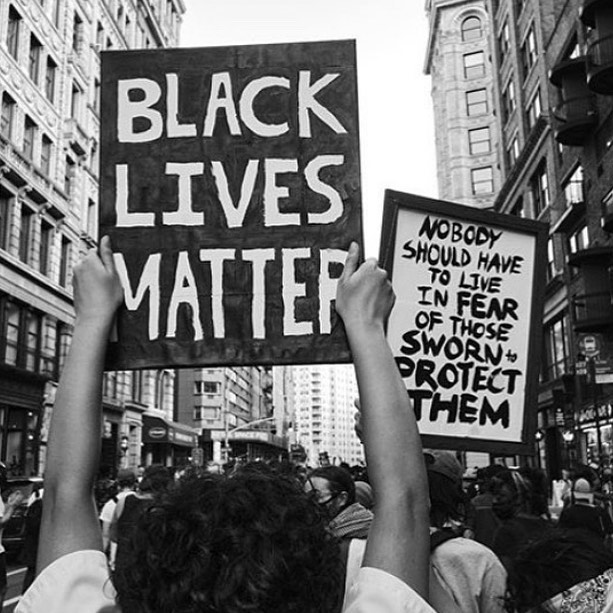 BLACK
LIVES
MATTER
NOBODY
SHOULD HAVE
TO LIVE
IN FEAR
OF THOSE
SWORN to
PROTECT
THEM